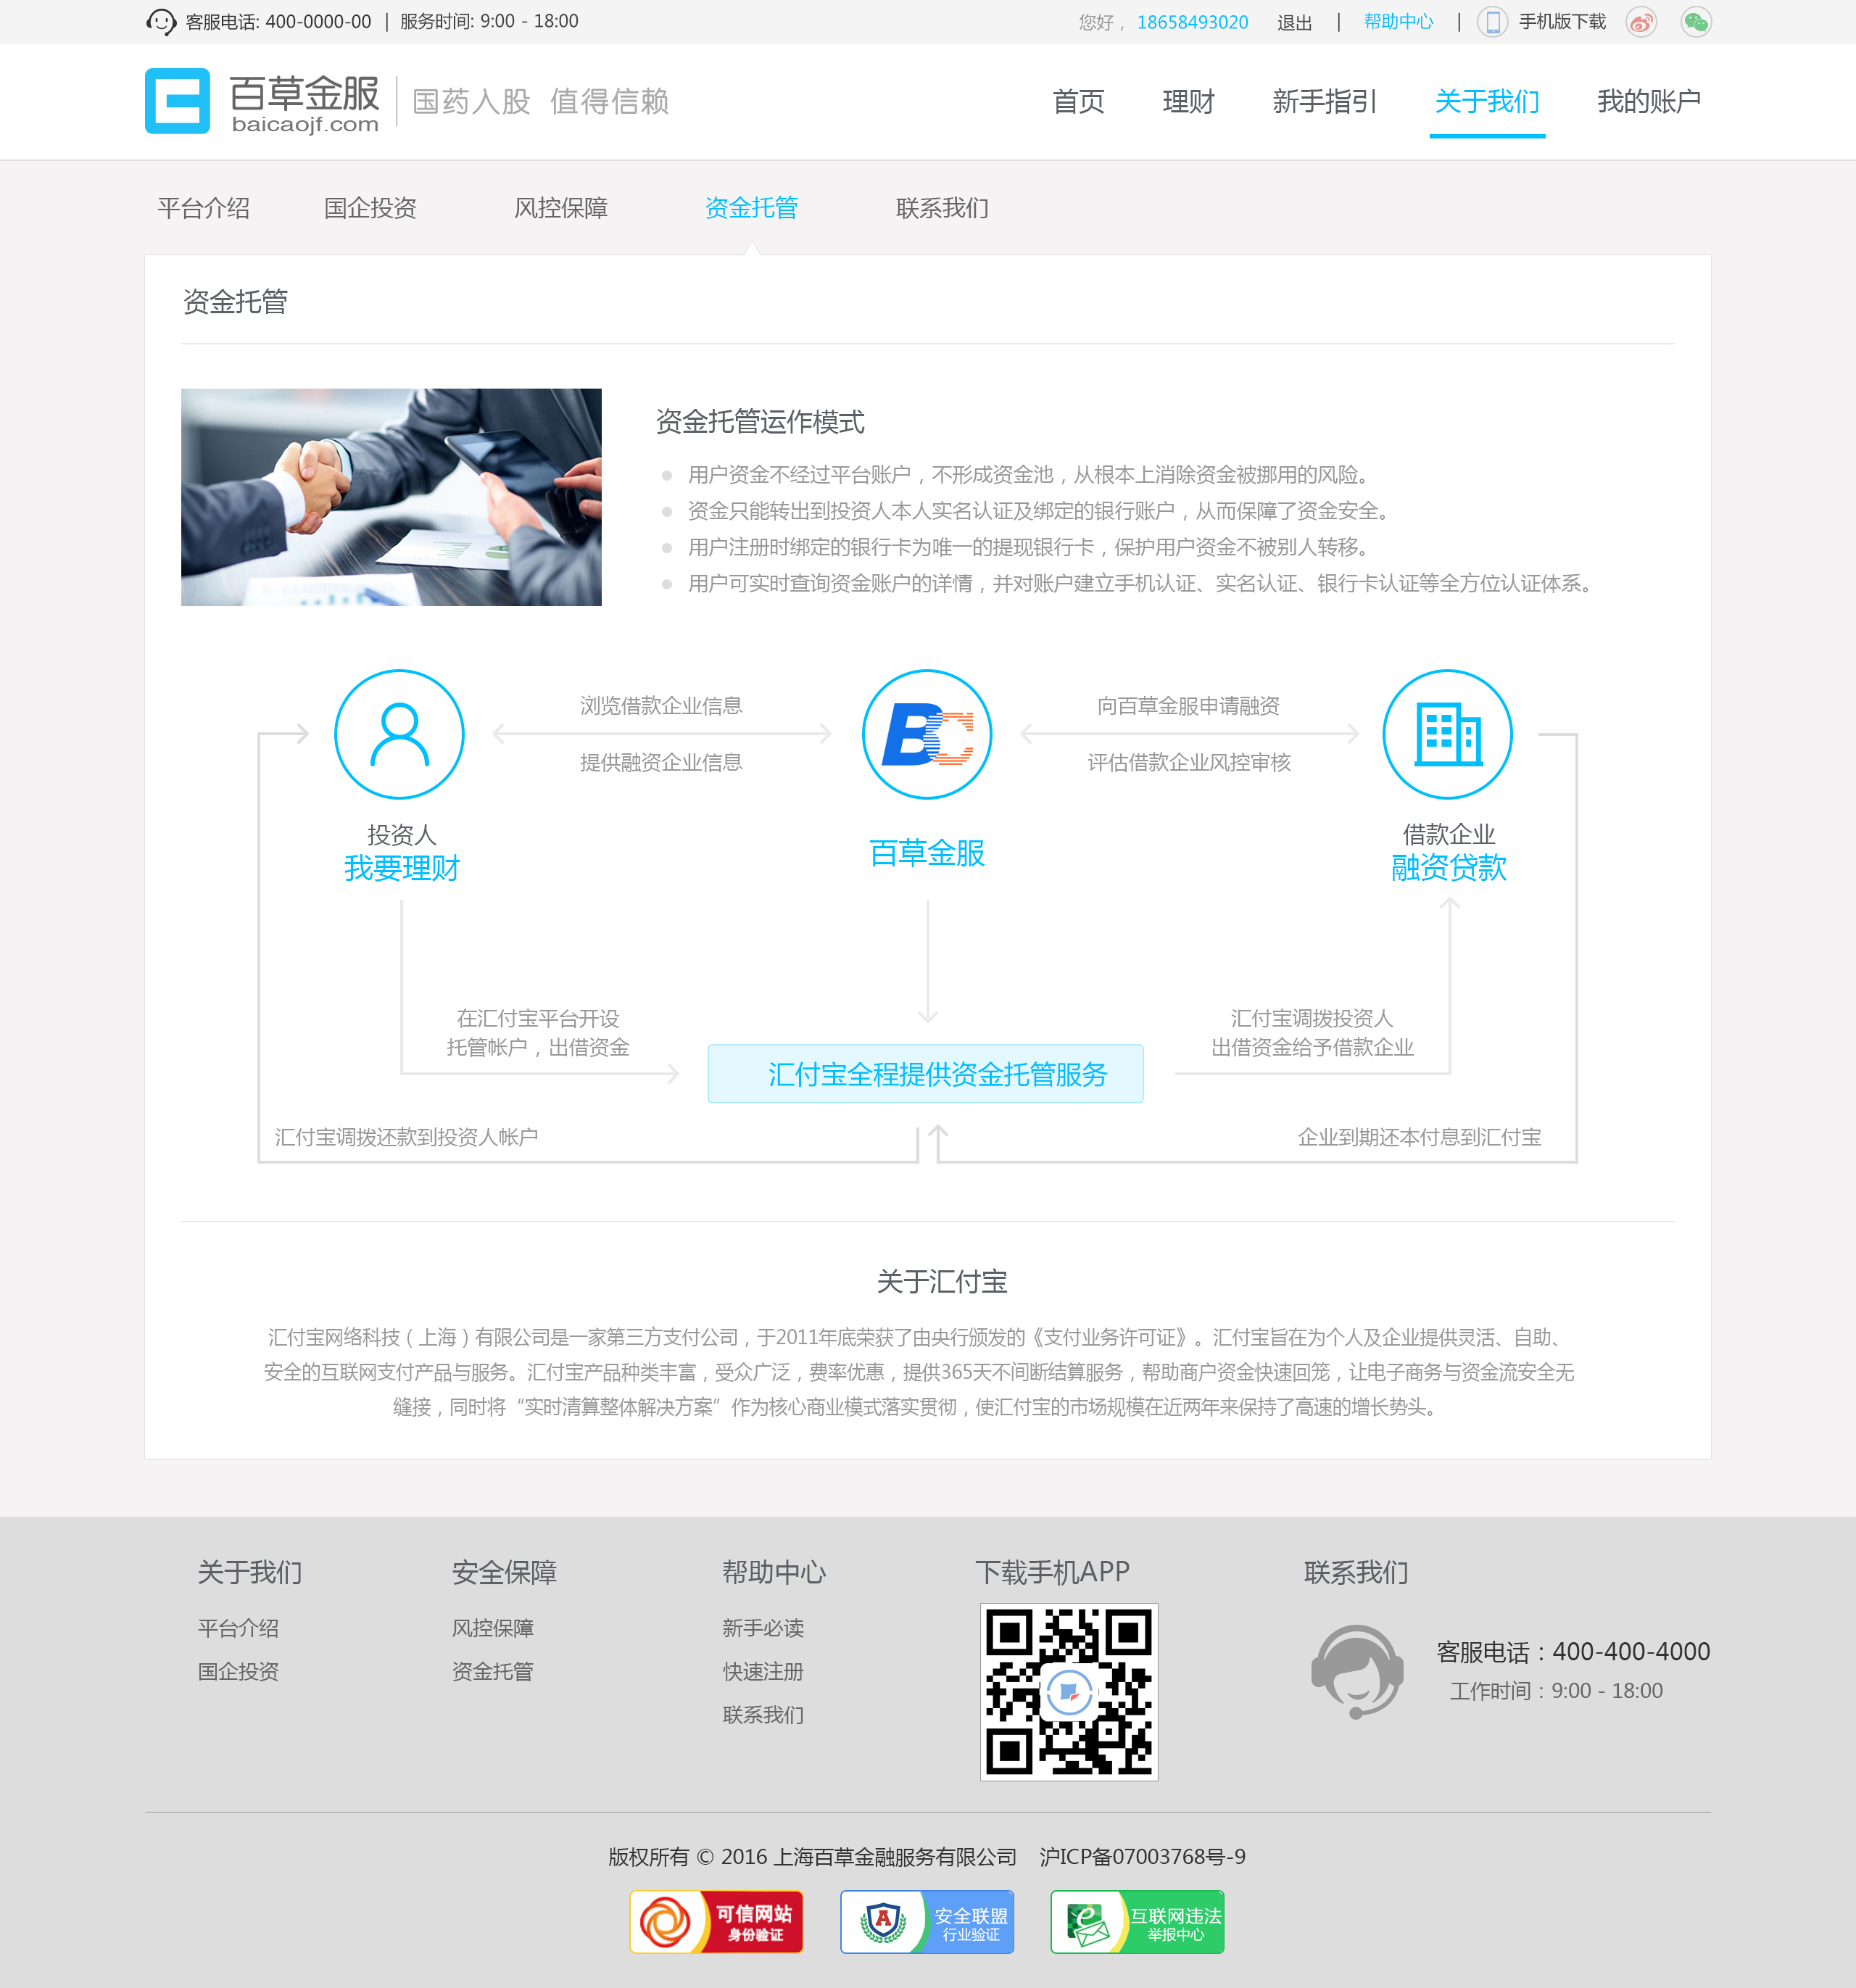 客服电话: 400-0000-00 | 服务时间: 9:00 - 18:00
您好， 18658493020 退出 | 帮助中心 | 手机版下载
百草金服
baicaojf.com
国药入股 值得信赖
首页 理财 新手指引 关于我们 我的账户
平台介绍 国企投资 风控保障 资金托管 联系我们
资金托管
资金托管运作模式
用户资金不经过平台账户，不形成资金池，从根本上消除资金被挪用的风险。
资金只能转出到投资人本人实名认证及绑定的银行账户，从而保障了资金安全。
用户注册时绑定的银行卡为唯一的提现银行卡，保护用户资金不被别人转移。
用户可实时查询资金账户的详情，并对账户建立手机认证、实名认证、银行卡认证等全方位认证体系。
浏览借款企业信息
提供融资企业信息
BC
向百草金服申请融资
评估借款企业风控审核
投资人
我要理财
百草金服
借款企业
融资贷款
在汇付宝平台开设
托管帐户，出借资金
汇付宝调拨投资人
出借资金给予借款企业
汇付宝全程提供资金托管服务
汇付宝调拨还款到投资人帐户
企业到期还本付息到汇付宝
关于汇付宝
汇付宝网络科技（上海）有限公司是一家第三方支付公司，于2011年底荣获了由央行颁发的《支付业务许可证》。汇付宝旨在为个人及企业提供灵活、自助、
安全的互联网支付产品与服务。汇付宝产品种类丰富，受众广泛，费率优惠，提供365天不间断结算服务，帮助商户资金快速回笼，让电子商务与资金流安全无
缝接，同时将“实时清算整体解决方案”作为核心商业模式落实贯彻，使汇付宝的市场规模在近两年来保持了高速的增长势头。
关于我们 安全保障 帮助中心 下载手机APP 联系我们
平台介绍 风控保障 新手必读
国企投资 资金托管 快速注册
联系我们
客服电话：400-400-4000
工作时间：9:00 - 18:00
版权所有 © 2016 上海百草金融服务有限公司 沪ICP备07003768号-9
可信网站
身份验证
A
安全联盟
行业验证
e
互联网违法
举报中心